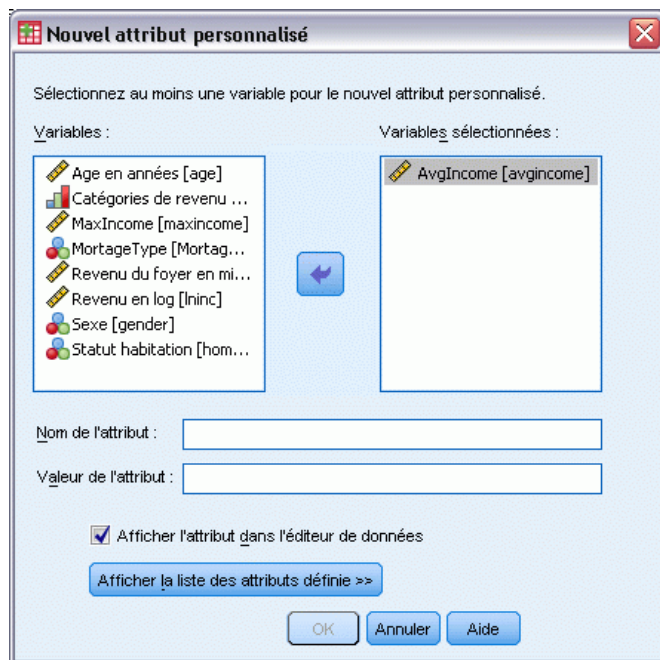 Nouvel attribut personnalisé
Sélectionnez au moins une variable pour le nouvel attribut personnalisé.
Variables :
Variables sélectionnées :
Age en années [age]
Catégories de revenu ...
MaxIncome [maxincome]
MortageType [Mortag...
Revenu du foyer en mi...
Revenu en log [lninc]
Sexe [gender]
Statut habitation [hom...
AvgIncome [avgincome]
Nom de l'attribut :
Valeur de l'attribut :
Afficher l'attribut dans l'éditeur de données
Afficher la liste des attributs définie >>
OK
Annuler
Aide